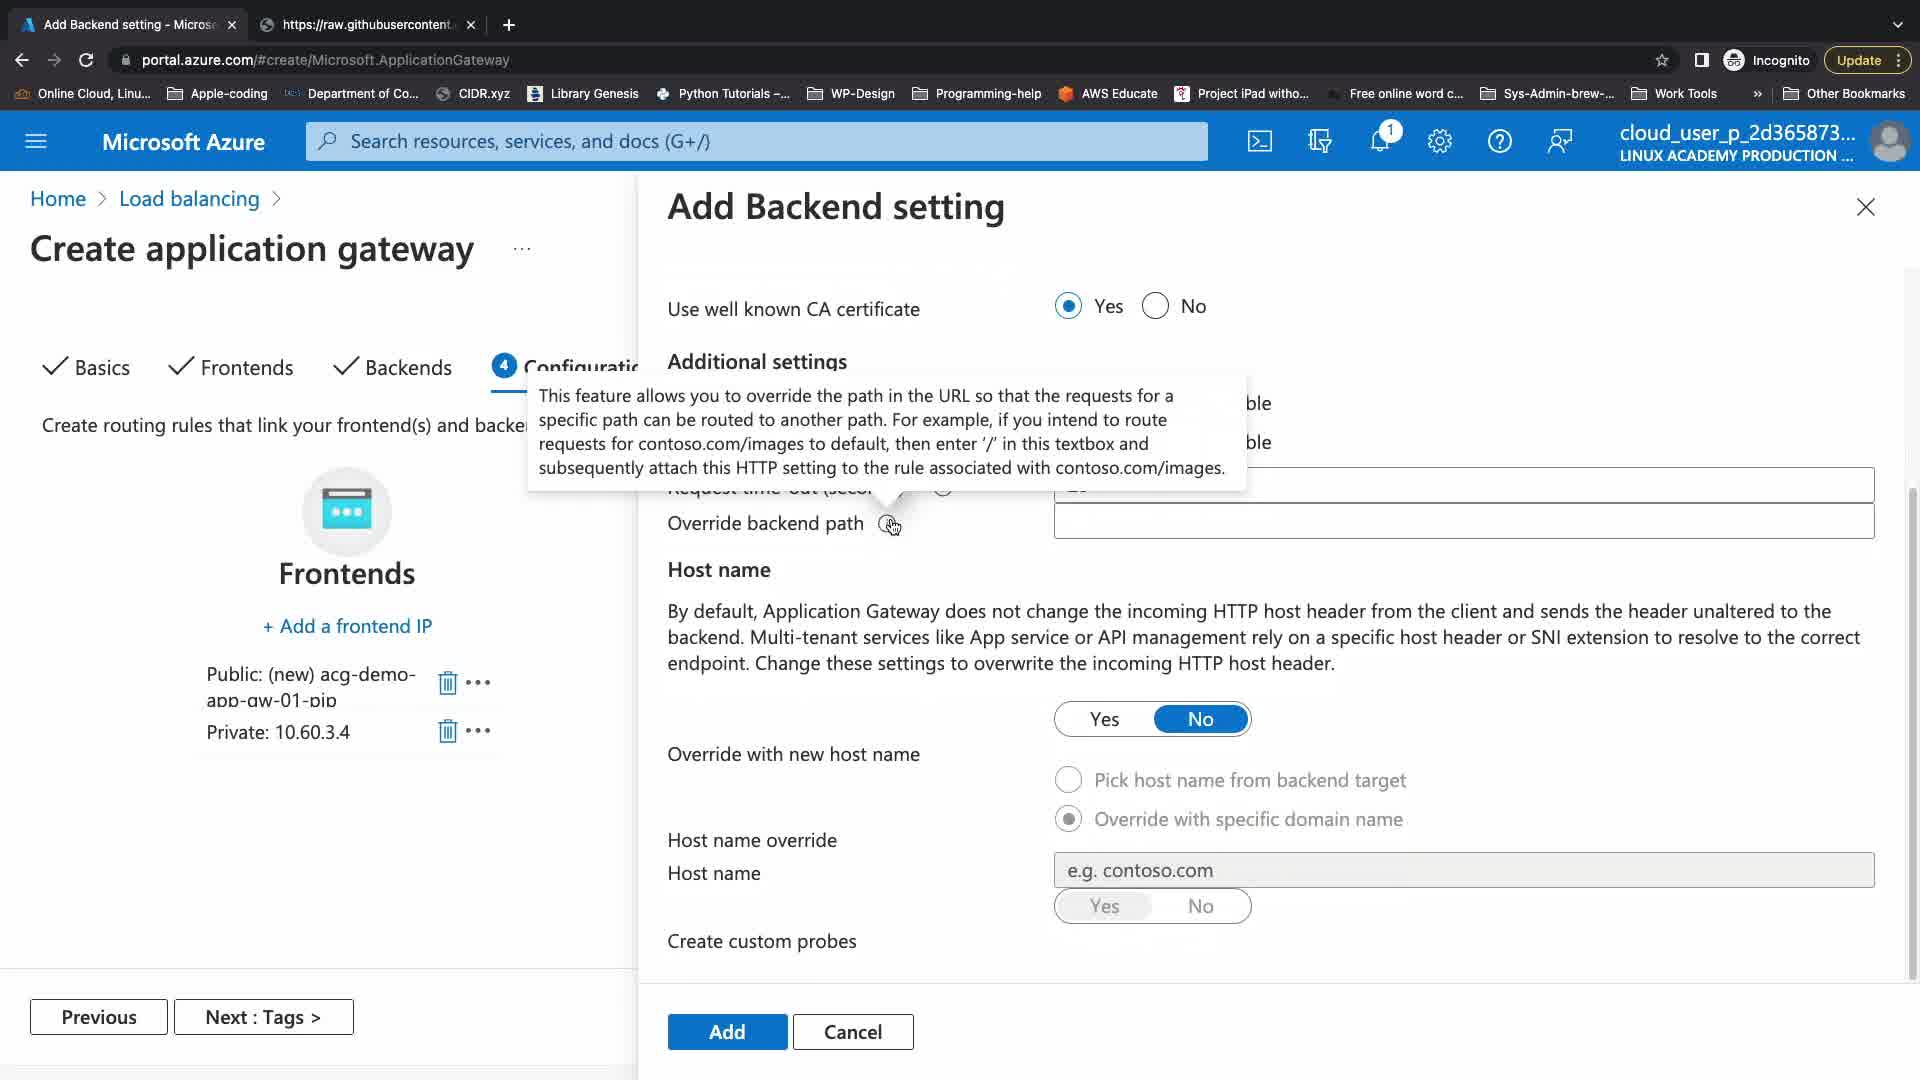 Add Backend setting - Microso
https://raw.githubusercontent.
portal.azure.com/#create/Microsoft.ApplicationGateway
Incognito
Update
Online Cloud, Linu...
Apple-coding
Department of Co...
CIDR.xyz
Library Genesis
Python Tutorials –...
WP-Design
Programming-help
AWS Educate
Project iPad witho...
Free online word c...
Sys-Admin-brew-...
Work Tools
»
Other Bookmarks
Microsoft Azure
Search resources, services, and docs (G+/)
1
cloud_user_p_2d365873...
LINUX ACADEMY PRODUCTION ...
Home > Load balancing >
Create application gateway
...
Basics
Frontends
Backends
4 Configuratio
Create routing rules that link your frontend(s) and backe
Frontends
+ Add a frontend IP
Public: (new) acg-demo-
app-gw-01-pip
Private: 10.60.3.4
Previous
Next : Tags >
Add Backend setting
Use well known CA certificate
Yes
No
Additional settings
ble
ble
This feature allows you to override the path in the URL so that the requests for a
specific path can be routed to another path. For example, if you intend to route
requests for contoso.com/images to default, then enter '/' in this textbox and
subsequently attach this HTTP setting to the rule associated with contoso.com/images.
Request time-out (secon
Override backend path
Host name
By default, Application Gateway does not change the incoming HTTP host header from the client and sends the header unaltered to the
backend. Multi-tenant services like App service or API management rely on a specific host header or SNI extension to resolve to the correct
endpoint. Change these settings to overwrite the incoming HTTP host header.
Yes
No
Override with new host name
Pick host name from backend target
Override with specific domain name
Host name override
Host name
e.g. contoso.com
Yes
No
Create custom probes
Add
Cancel